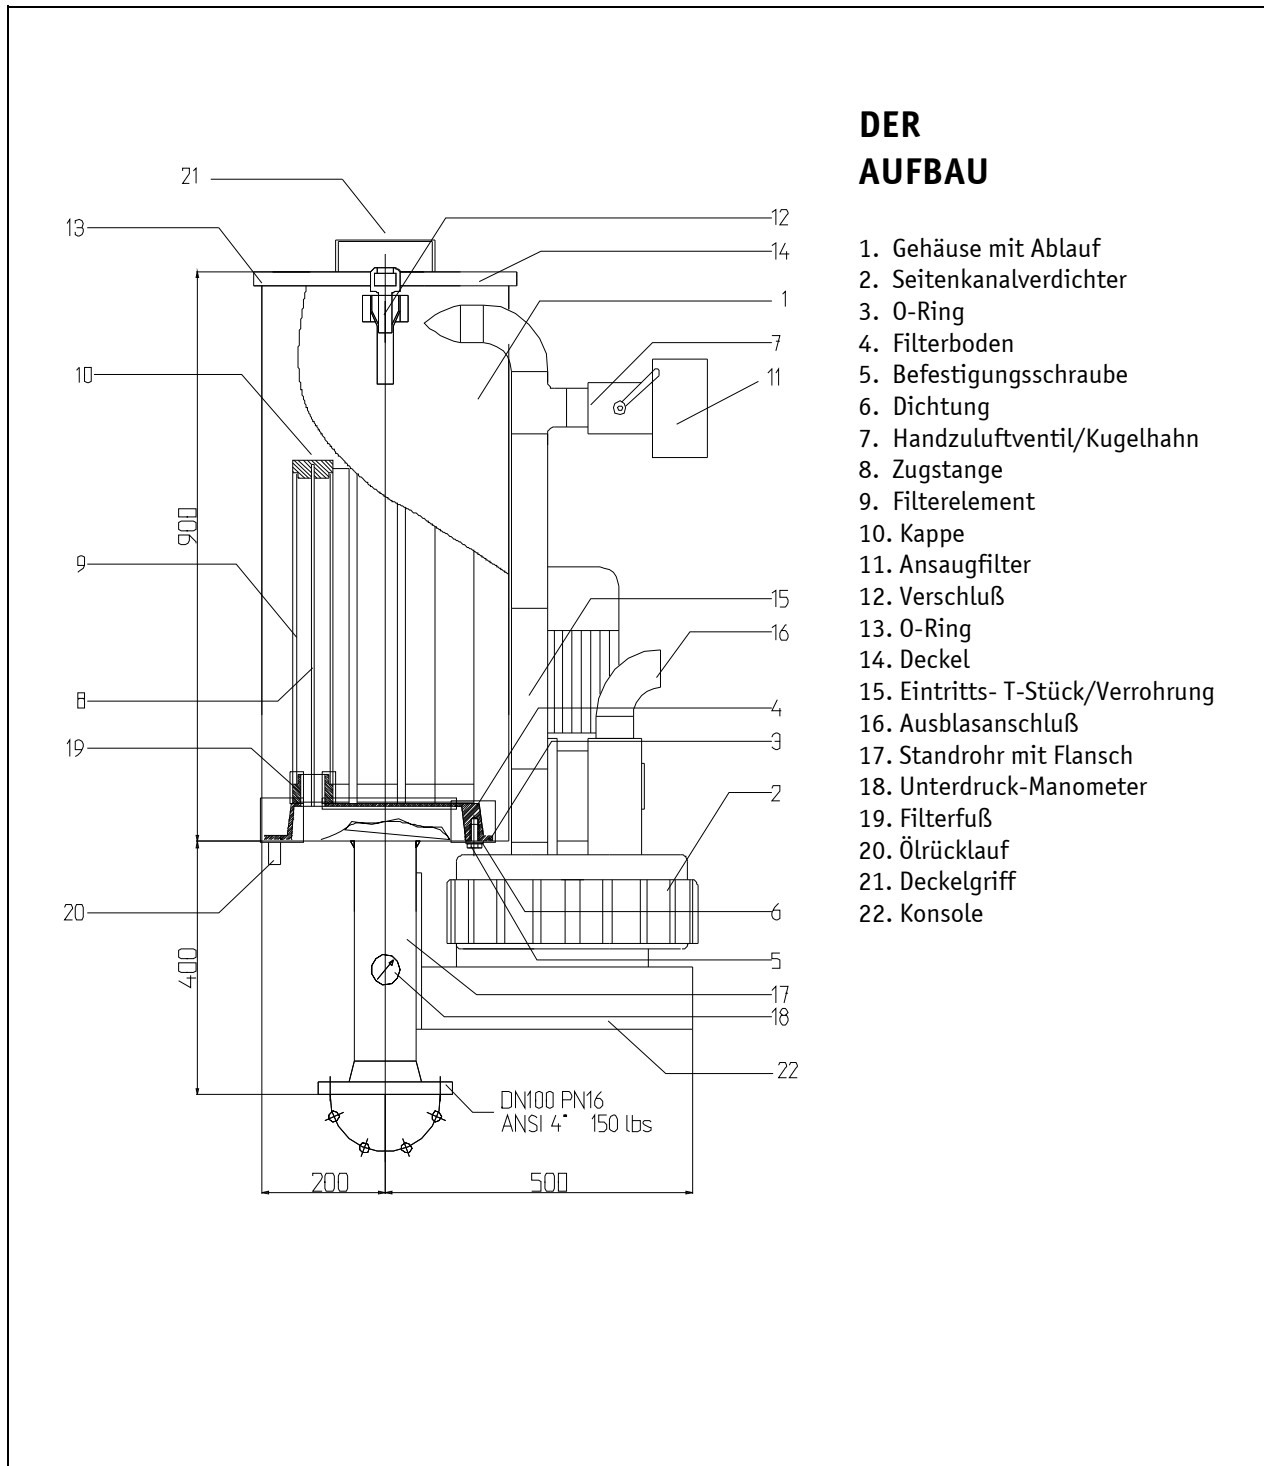 DER
AUFBAU
1. Gehäuse mit Ablauf
2. Seitenkanalverdichter
3. O-Ring
4. Filterboden
5. Befestigungsschraube
6. Dichtung
7. Handzuluftventil/Kugelhahn
8. Zugstange
9. Filterelement
10. Kappe
11. Ansaugfilter
12. Verschluß
13. O-Ring
14. Deckel
15. Eintritts- T-Stück/Verrohrung
16. Ausblasanschluß
17. Standrohr mit Flansch
18. Unterdruck-Manometer
19. Filterfuß
20. Ölrücklauf
21. Deckelgriff
22. Konsole
21
13
12
14
1
7
10
11
900
9
15
16
8
4
19
3
2
20
6
400
5
17
18
22
DN100 PN16
ANSI 4" 150 lbs
200
500